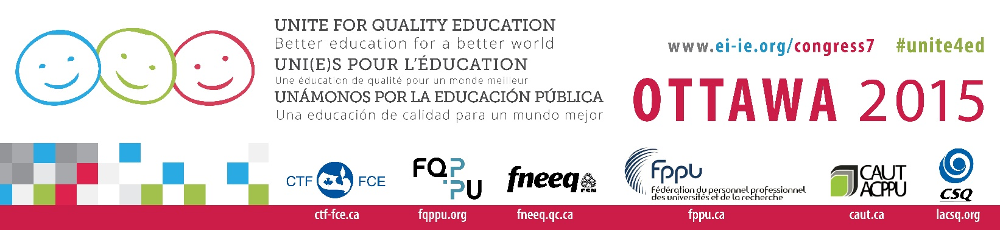 UNITE FOR QUALITY EDUCATION
Better education for a better world
UNI(E)S POUR L'ÉDUCATION
Une éducation de qualité pour un monde meilleur
UNÁMONOS POR LA EDUCACIÓN PÚBLICA
Una educación de calidad para un mundo mejor
www.ei-ie.org/congress7 #unite4ed
OTTAWA 2015
CTF FCE
FQP
PU
fneeq
CSN
fppu
Fédération du personnel professionnel
des universités et de la recherche
CAUT
ACPPU
CSQ
ctf-fce.ca
fqppu.org
fneeq.qc.ca
fppu.ca
caut.ca
lacsq.org